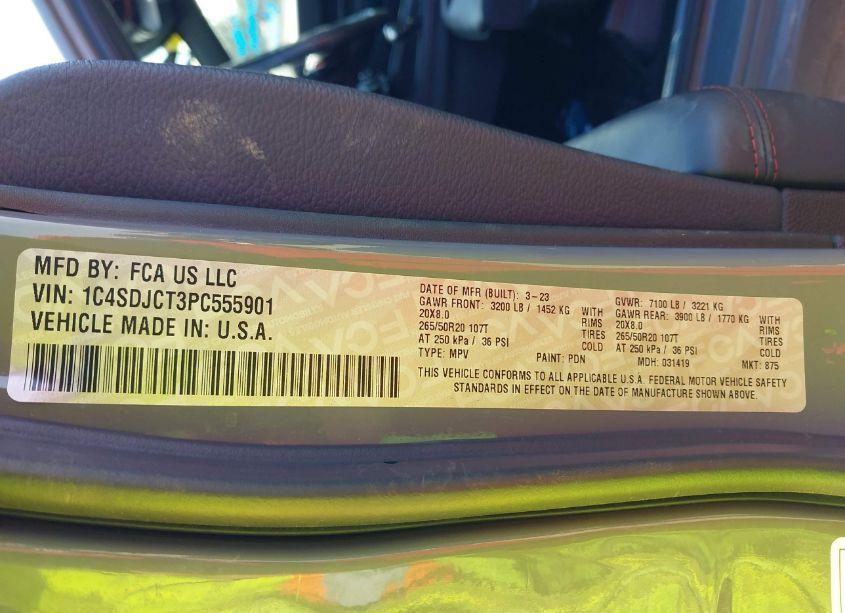 MFD BY: FCA US LLC
VIN: 1C4SDJCT3PC555901
VEHICLE MADE IN: U.S.A.
DATE OF MFR (BUILT): 3-23
GVWR: 7100 LB / 3221 KG
GAWR FRONT: 3200 LB / 1452 KG WITH
GAWR REAR: 3900 LB / 1770 KG WITH
20X8.0 RIMS
20X8.0 RIMS
265/50R20 107T TIRES
265/50R20 107T TIRES
AT 250 kPa / 36 PSI COLD
AT 250 kPa / 36 PSI COLD
TYPE: MPV PAINT: PDN MDH: 031419 MKT: 875
THIS VEHICLE CONFORMS TO ALL APPLICABLE U.S.A. FEDERAL MOTOR VEHICLE SAFETY
STANDARDS IN EFFECT ON THE DATE OF MANUFACTURE SHOWN ABOVE.